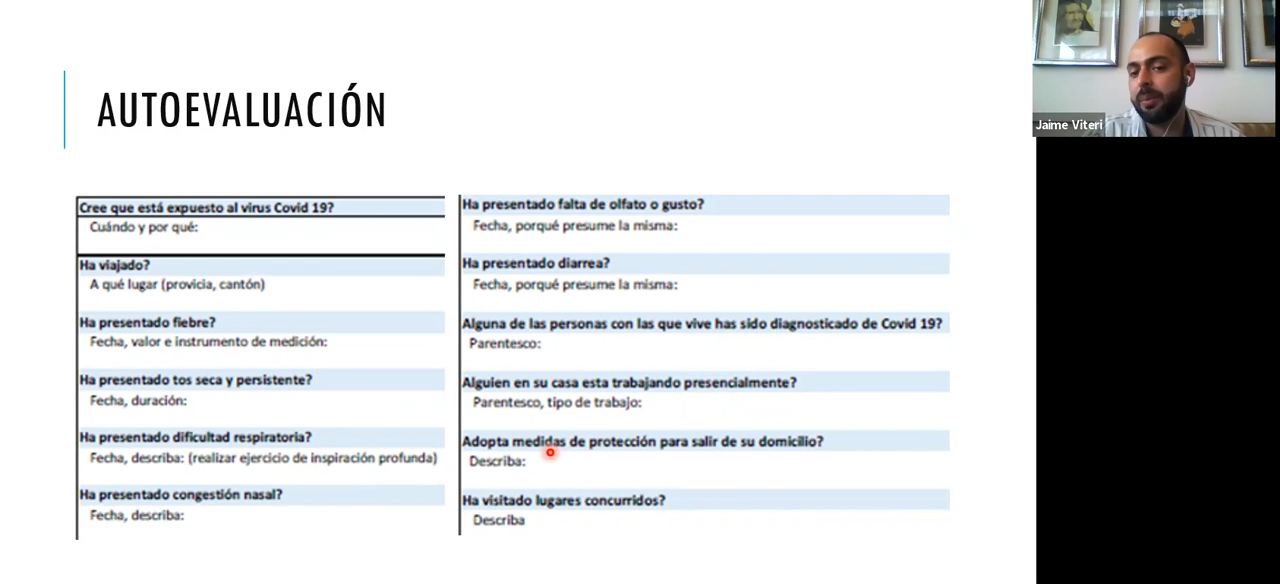 AUTOEVALUACIÓN
Cree que está expuesto al virus Covid 19?
Cuándo y por qué:
Ha viajado?
A qué lugar (provicia, cantón)
Ha presentado fiebre?
Fecha, valor e instrumento de medición:
Ha presentado tos seca y persistente?
Fecha, duración:
Ha presentado dificultad respiratoria?
Fecha, describa: (realizar ejercicio de inspiración profunda)
Ha presentado congestión nasal?
Fecha, describa:
Ha presentado falta de olfato o gusto?
Fecha, porqué presume la misma:
Ha presentado diarrea?
Fecha, porqué presume la misma:
Alguna de las personas con las que vive has sido diagnosticado de Covid 19?
Parentesco:
Alguien en su casa esta trabajando presencialmente?
Parentesco, tipo de trabajo:
Adopta medidas de protección para salir de su domicilio?
Describa:
Ha visitado lugares concurridos?
Describa
Jaime Viteri